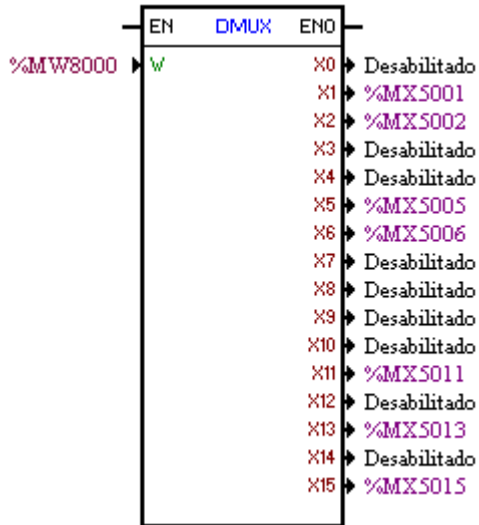 EN DMUX ENO
%MW8000 W X0 Desabilitado
X1 %MX5001
X2 %MX5002
X3 Desabilitado
X4 Desabilitado
X5 %MX5005
X6 %MX5006
X7 Desabilitado
X8 Desabilitado
X9 Desabilitado
X10 Desabilitado
X11 %MX5011
X12 Desabilitado
X13 %MX5013
X14 Desabilitado
X15 %MX5015